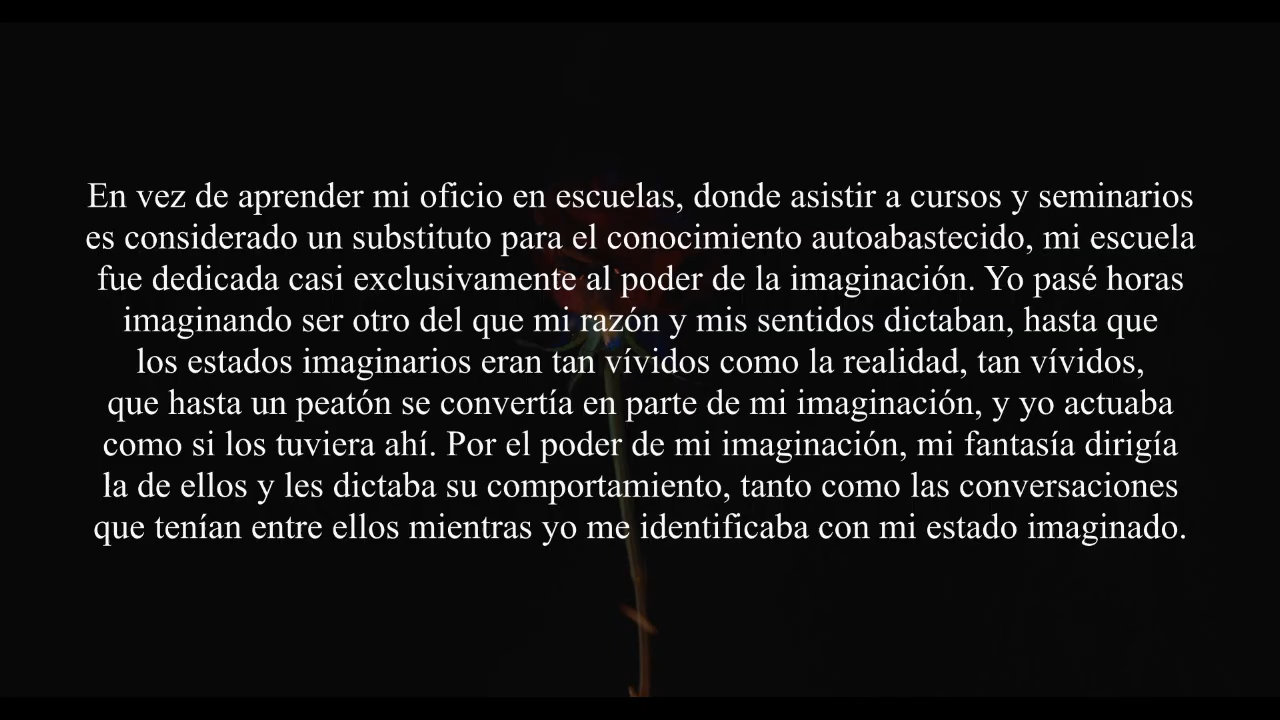 En vez de aprender mi oficio en escuelas, donde asistir a cursos y seminarios
es considerado un substituto para el conocimiento autoabastecido, mi escuela
fue dedicada casi exclusivamente al poder de la imaginación. Yo pasé horas
imaginando ser otro del que mi razón y mis sentidos dictaban, hasta que
los estados imaginarios eran tan vívidos como la realidad, tan vívidos,
que hasta un peatón se convertía en parte de mi imaginación, y yo actuaba
como si los tuviera ahí. Por el poder de mi imaginación, mi fantasía dirigía
la de ellos y les dictaba su comportamiento, tanto como las conversaciones
que tenían entre ellos mientras yo me identificaba con mi estado imaginado.